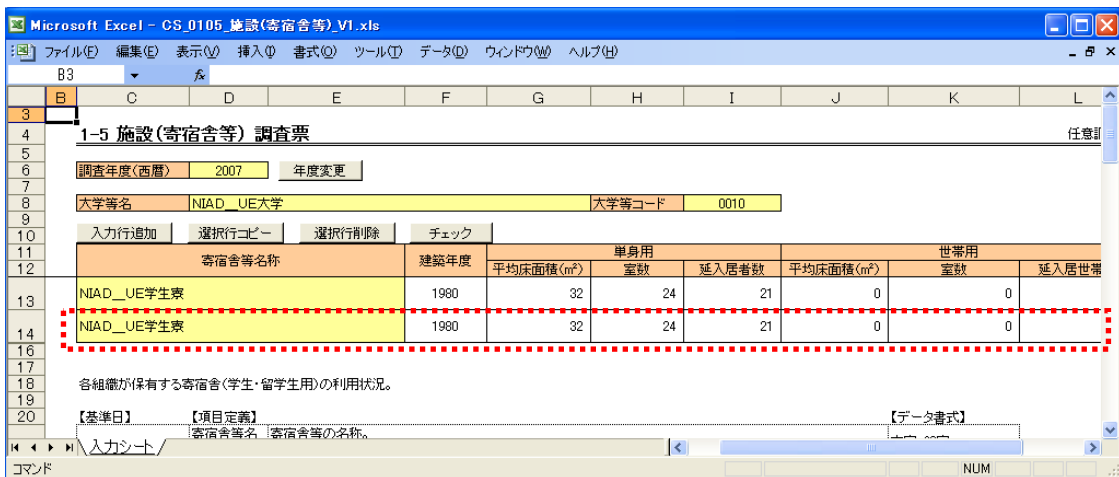 Microsoft Excel - CS_0105_施設(寄宿舎等)_V1.xls
ファイル(F) 編集(E) 表示(V) 挿入(I) 書式(O) ツール(T) データ(D) ウィンドウ(W) ヘルプ(H)
B3 fx
B C D E F G H I J K L
3
4 1-5 施設(寄宿舎等) 調査票 任意
5
6 調査年度(西暦) 2007 年度変更
7
8 大学等名 NIAD__UE大学 大学等コード 0010
9
10 入力行追加 選択行コピー 選択行削除 チェック
11 寄宿舎等名称 建築年度 単身用 世帯用
12 平均床面積(m²) 室数 延入居者数 平均床面積(m²) 室数 延入居世帯
13 NIAD__UE学生寮 1980 32 24 21 0 0
14 NIAD__UE学生寮 1980 32 24 21 0 0
16
17
18 各組織が保有する寄宿舎(学生・留学生用)の利用状況。
19
20 【基準日】 【項目定義】 【データ書式】
寄宿舎等名 寄宿舎等の名称。
入力シート
コマンド NUM